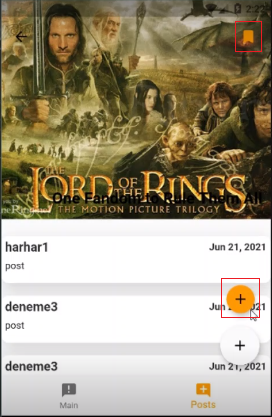 2:23
THE
LORD OF THE RINGS
One Fandom to Rule Them All
THE MOTION PICTURE TRILOGY
harhar1 Jun 21, 2021
post
deneme3 Jun 21, 2021
post
deneme3 Jun 21, 2021
Main Posts